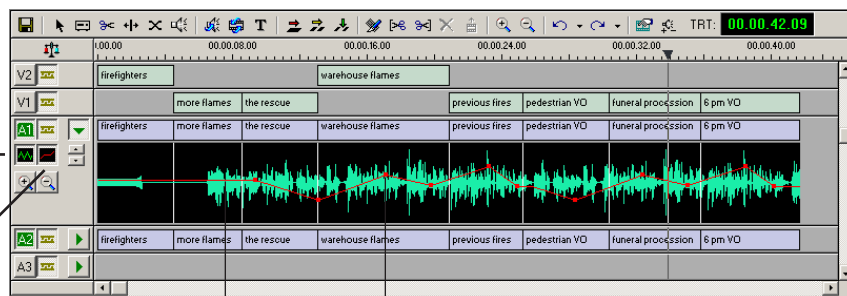 T TRT: 00.00.42.09
:00.00 00.00.08.00 00.00.16.00 00.00.24.00 00.00.32.00 00.00.40.00
V2 firefighters warehouse flames
V1 more flames the rescue previous fires pedestrian VO funeral procession 6 pm VO
A1 firefighters more flames the rescue warehouse flames previous fires pedestrian VO funeral procession 6 pm VO
A2 firefighters more flames the rescue warehouse flames previous fires pedestrian VO funeral procession 6 pm VO
A3